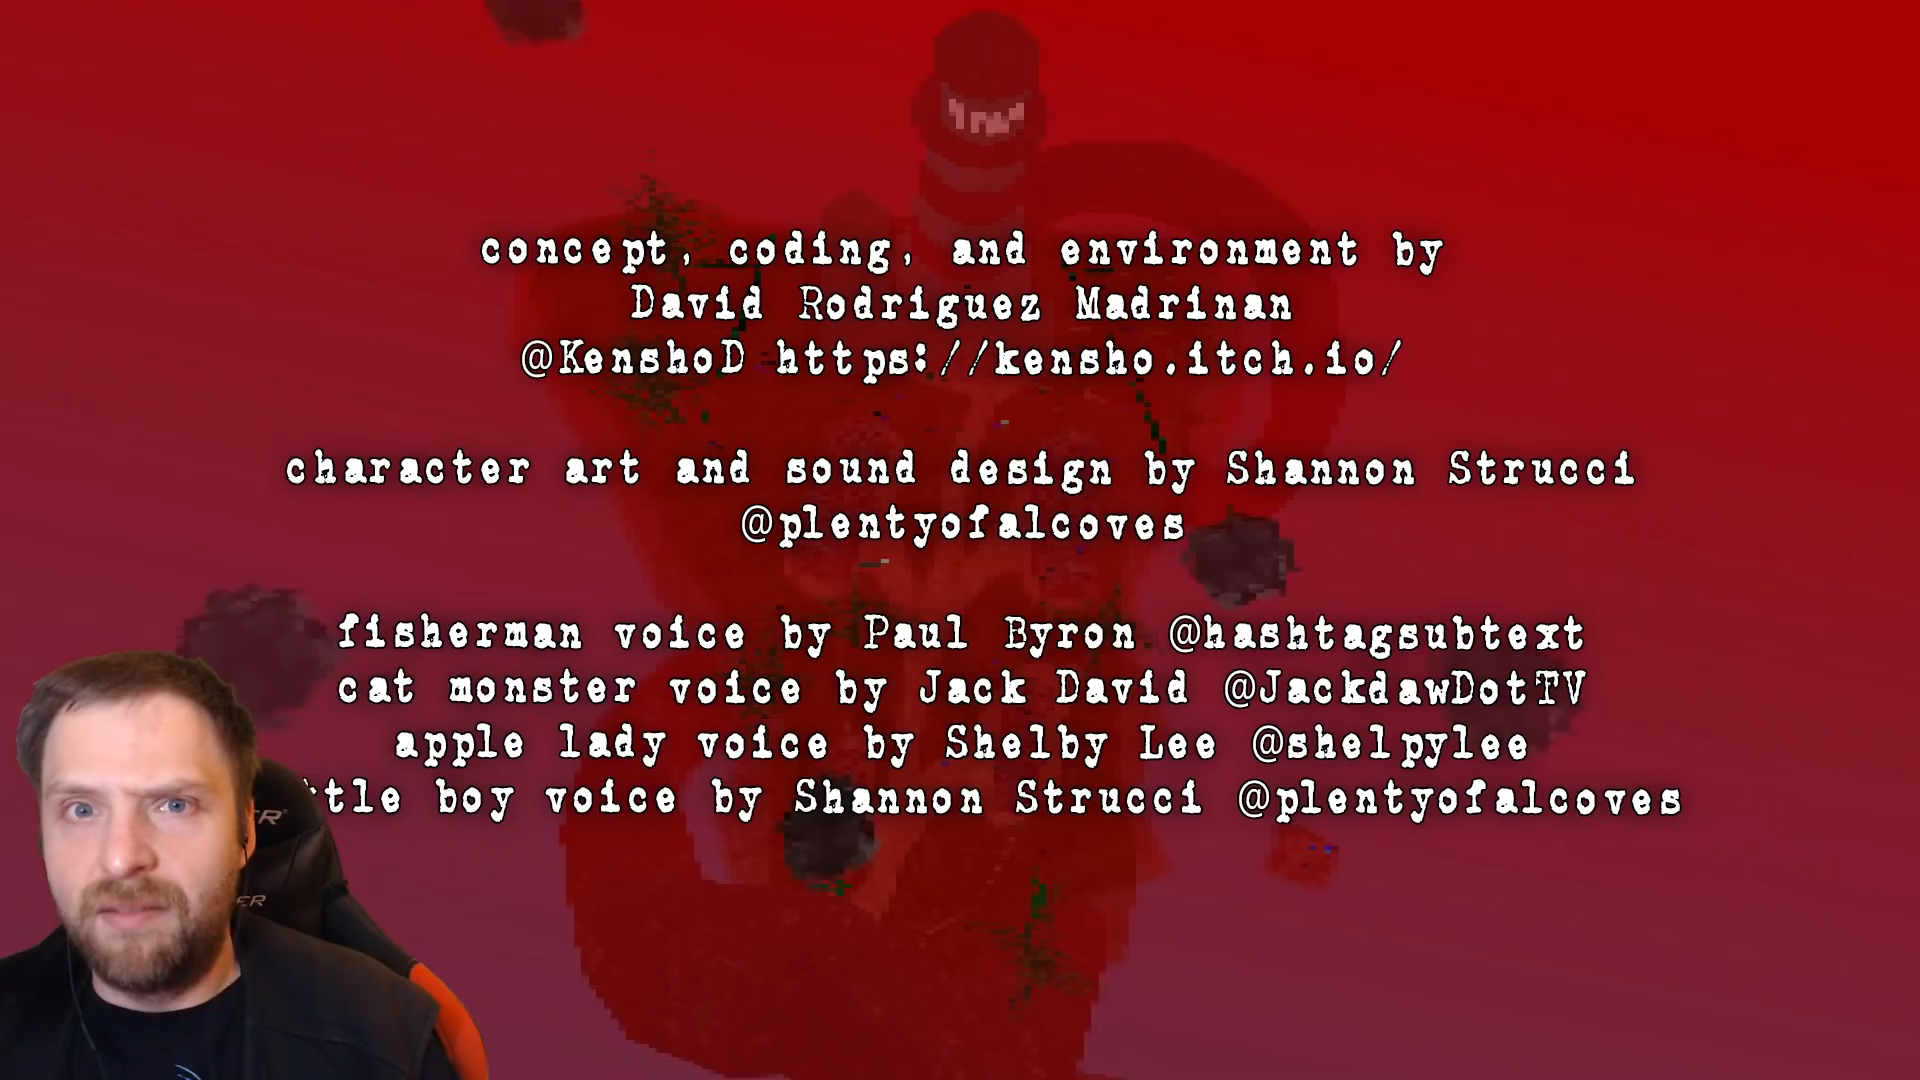 concept, coding, and environment by
David Rodriguez Madrinan
@KenshoD https://kensho.itch.io/
character art and sound design by Shannon Strucci
@plentyofalcoves
fisherman voice by Paul Byron @hashtagsubtext
cat monster voice by Jack David @JackdawDotTV
apple lady voice by Shelby Lee @shelpylee
ttle boy voice by Shannon Strucci @plentyofalcoves